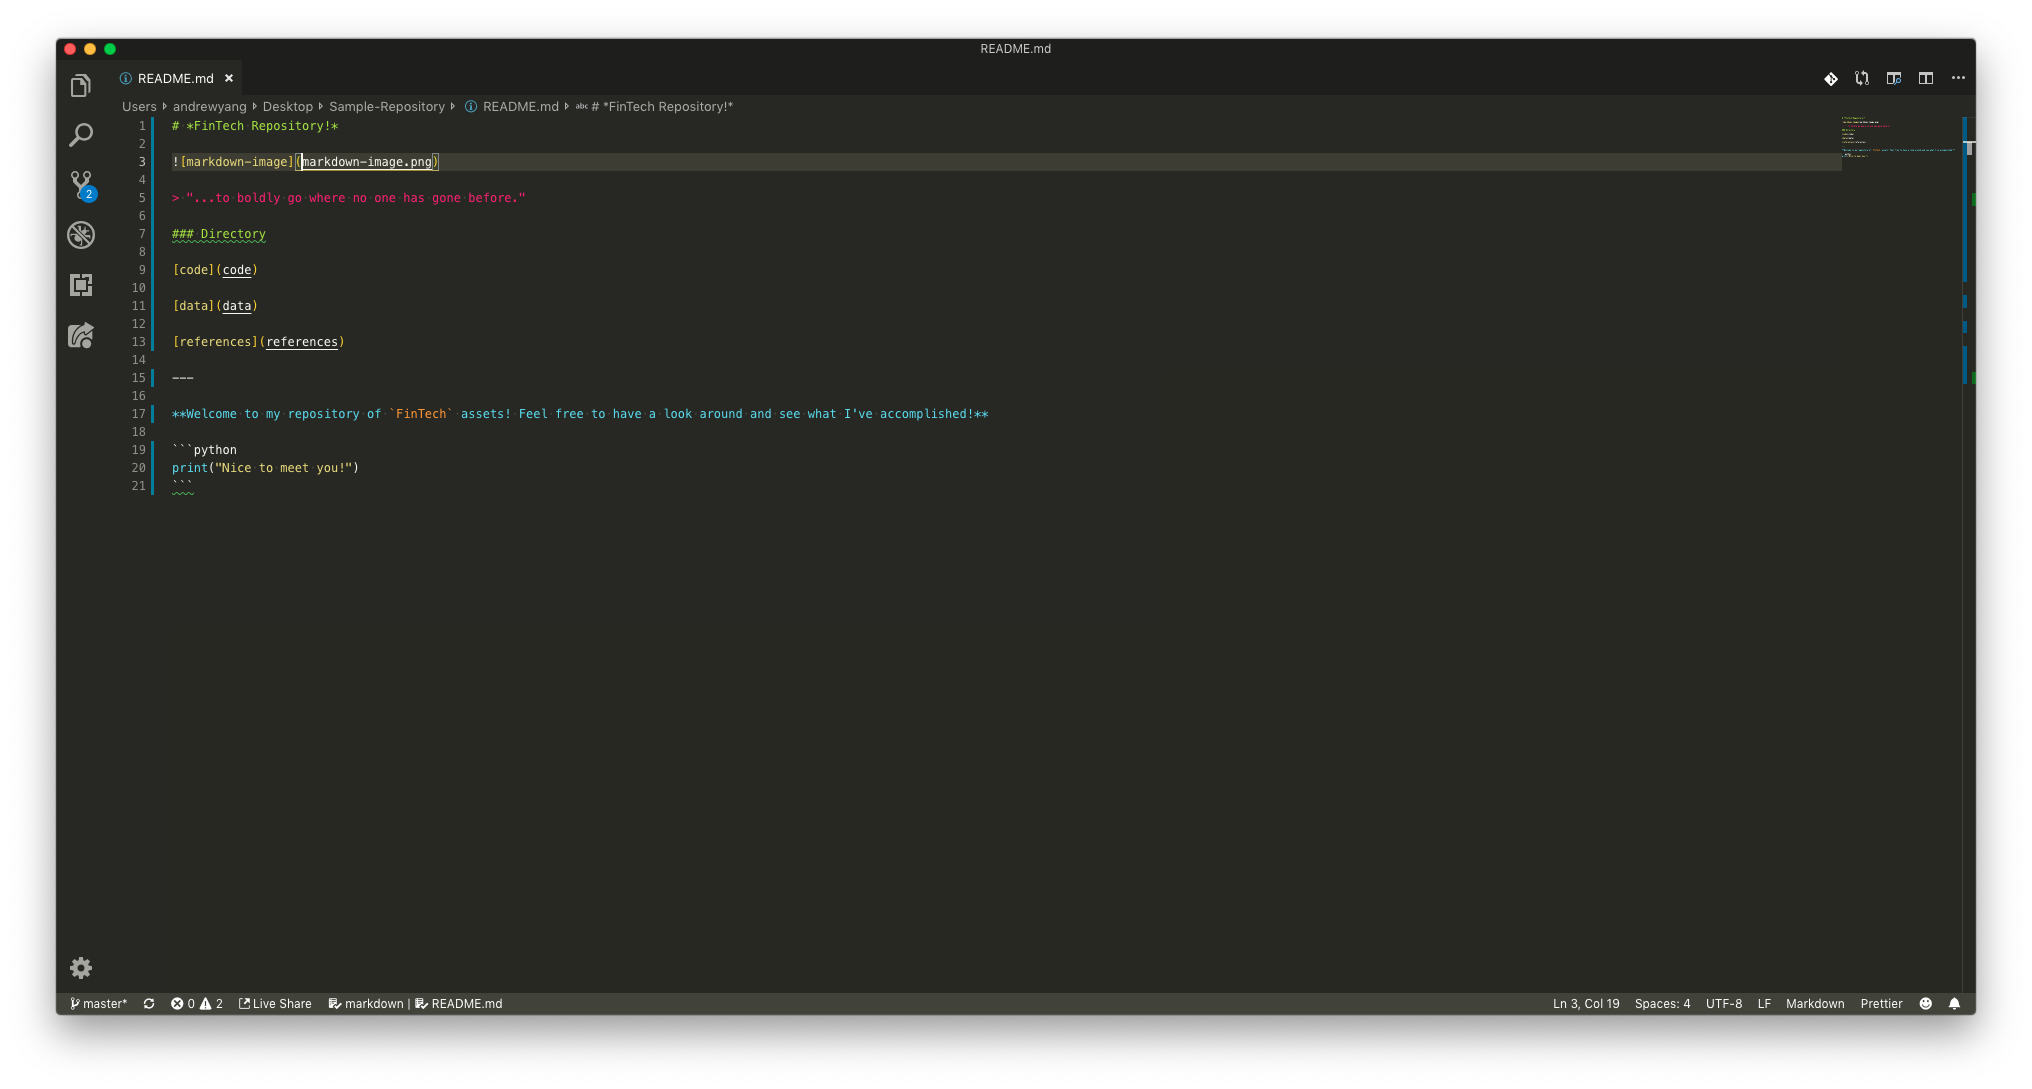 README.md
README.md ×
Users andrewyang Desktop Sample-Repository README.md abc # *FinTech Repository!*
1 # *FinTech Repository!*
2
3 ![markdown-image](markdown-image.png)
4
5 > "...to boldly go where no one has gone before."
6
7 ### Directory
8
9 [code](code)
10
11 [data](data)
12
13 [references](references)
14
15 ---
16
17 **Welcome to my repository of `FinTech` assets! Feel free to have a look around and see what I've accomplished!**
18
19 ```python
20 print("Nice to meet you!")
21 ```
2
master* 0 2 Live Share markdown | README.md Ln 3, Col 19 Spaces: 4 UTF-8 LF Markdown Prettier